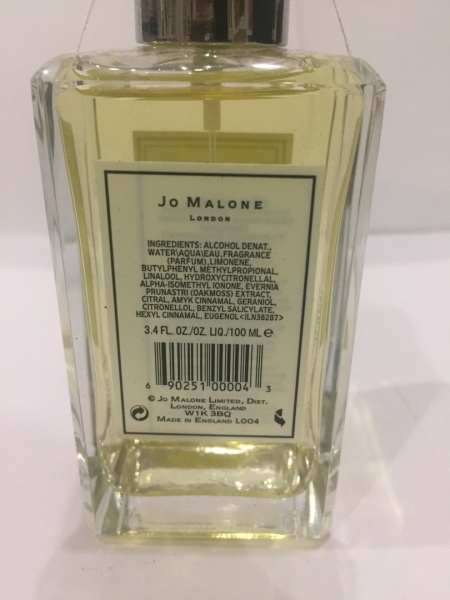 JO MALONE
LONDON
INGREDIENTS: ALCOHOL DENAT.,
WATER\AQUA\EAU,FRAGRANCE
(PARFUM),LIMONENE,
BUTYLPHENYL METHYLPROPIONAL,
LINALOOL, HYDROXYCITRONELLAL,
ALPHA-ISOMETHYL IONONE, EVERNIA
PRUNASTRI (OAKMOSS) EXTRACT,
CITRAL, AMYL CINNAMAL, GERANIOL,
CITRONELLOL, BENZYL SALICYLATE,
HEXYL CINNAMAL, EUGENOL<ILN38287>
3.4 FL. OZ./OZ. LIQ./100 ML ℮
6 90251 00004 3
© JO MALONE LIMITED, DIST.
LONDON, ENGLAND
W1K 3BQ
MADE IN ENGLAND L004